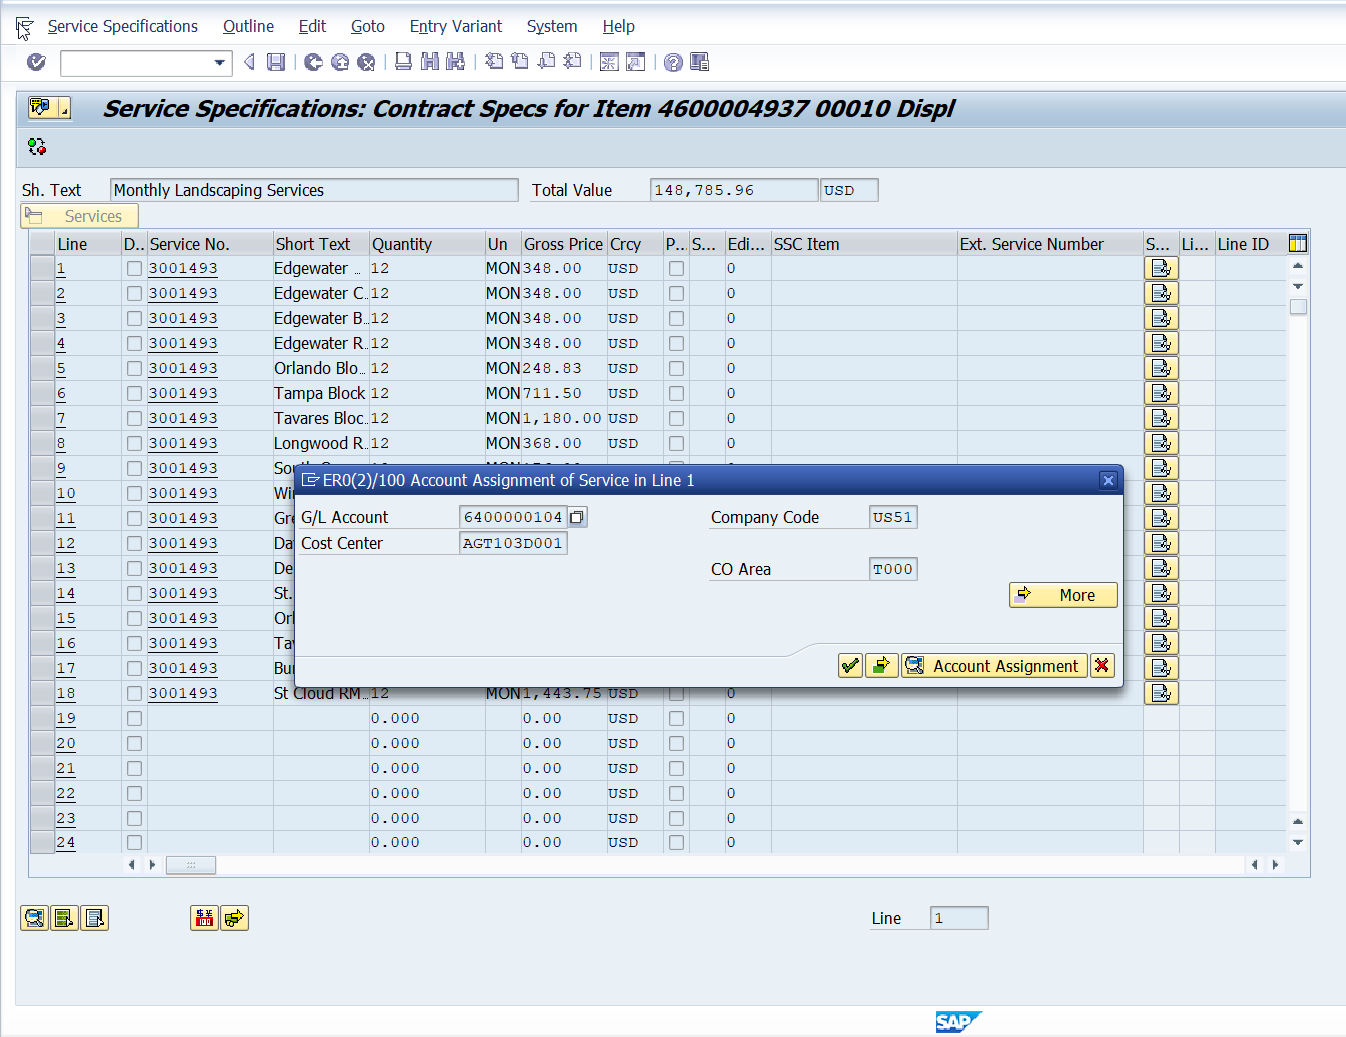 Service Specifications Outline Edit Goto Entry Variant System Help
Service Specifications: Contract Specs for Item 4600004937 00010 Displ
Sh. Text Monthly Landscaping Services Total Value 148,785.96 USD
Services
Line D.. Service No. Short Text Quantity Un Gross Price Crcy P... S... Edi... SSC Item Ext. Service Number S... Li... Line ID
1 3001493 Edgewater .. 12 MON 348.00 USD 0
2 3001493 Edgewater C.. 12 MON 348.00 USD 0
3 3001493 Edgewater B.. 12 MON 348.00 USD 0
4 3001493 Edgewater R.. 12 MON 348.00 USD 0
5 3001493 Orlando Blo.. 12 MON 248.83 USD 0
6 3001493 Tampa Block 12 MON 711.50 USD 0
7 3001493 Tavares Bloc.. 12 MON 1,180.00 USD 0
8 3001493 Longwood R.. 12 MON 368.00 USD 0
9 3001493
10 3001493 Wi
11 3001493 Gre
12 3001493 Da
13 3001493 De
14 3001493 St.
15 3001493 Orl
16 3001493 Tav
17 3001493 Bu
18 3001493 St Cloud RM.. 12 MON 1,443.75 USD 0
19 0.000 0.00 USD 0
20 0.000 0.00 USD 0
21 0.000 0.00 USD 0
22 0.000 0.00 USD 0
23 0.000 0.00 USD 0
24 0.000 0.00 USD 0
ER0(2)/100 Account Assignment of Service in Line 1
G/L Account 6400000104 Company Code US51
Cost Center AGT103D001
CO Area T000
More
Account Assignment
Line 1
SAP